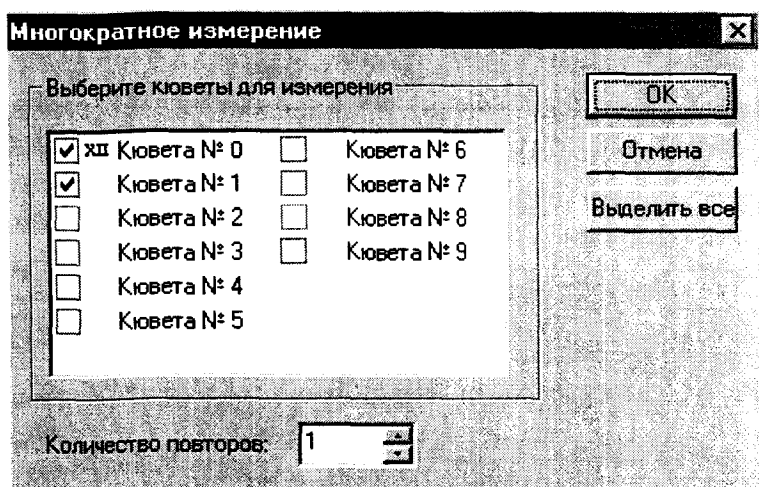 Многократное измерение
Выберите кюветы для измерения
ХП Кювета № 0
Кювета № 1
Кювета № 2
Кювета № 3
Кювета № 4
Кювета № 5
Кювета № 6
Кювета № 7
Кювета № 8
Кювета № 9
OK
Отмена
Выделить все
Количество повторов: 1